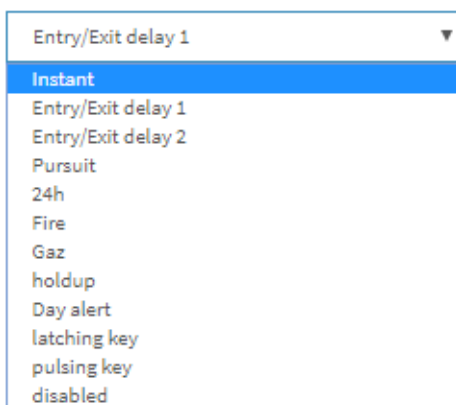 Entry/Exit delay 1
Instant
Entry/Exit delay 1
Entry/Exit delay 2
Pursuit
24h
Fire
Gaz
holdup
Day alert
latching key
pulsing key
disabled